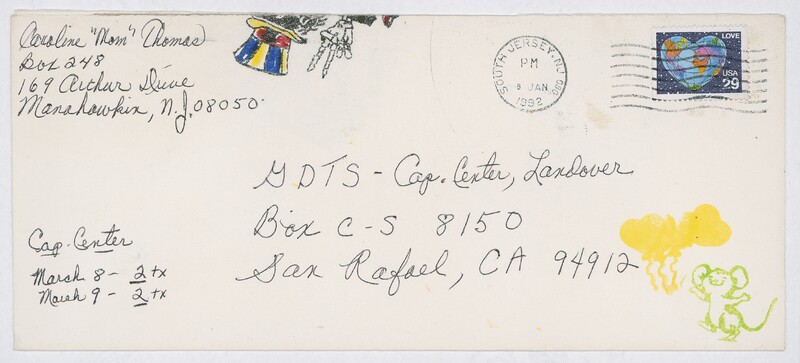 Caroline "Mom" Thomas
Box 248
169 Arthur Drive
Manahawkin, N.J. 08050
SOUTH JERSEY, NJ 080
PM
8 JAN
1992
LOVE
USA
29
GDTS - Cap. Center, Landover
Box C-S 8150
San Rafael, CA 94912
Cap. Center
March 8 - 2 tx
March 9 - 2 tx